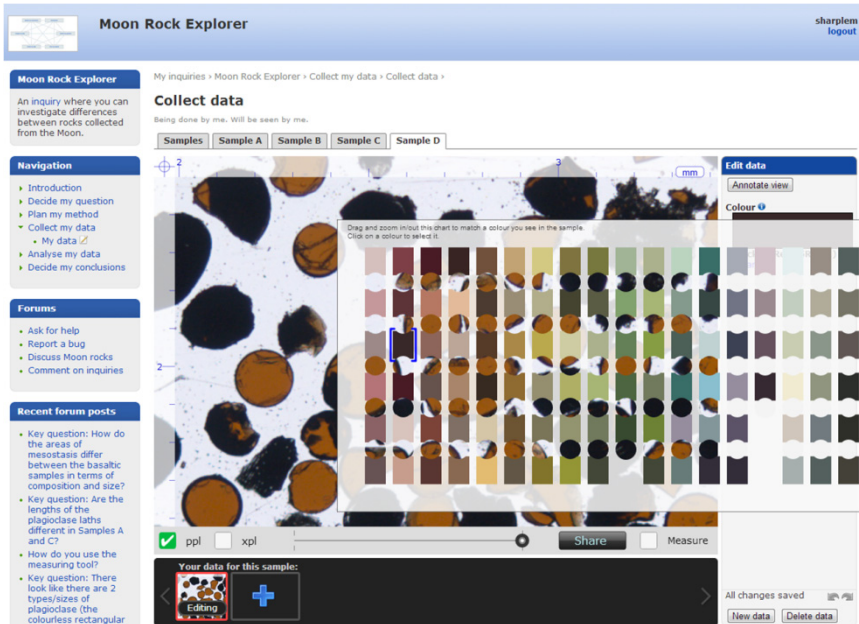 Moon Rock Explorer
sharplem
logout
Moon Rock Explorer
An inquiry where you can
investigate differences
between rocks collected
from the Moon.
Navigation
Introduction
Decide my question
Plan my method
Collect my data
My data
Analyse my data
Decide my conclusions
Forums
Ask for help
Report a bug
Discuss Moon rocks
Comment on inquiries
Recent forum posts
Key question: How do
the areas of
mesostasis differ
between the basaltic
samples in terms of
composition and size?
Key question: Are the
lengths of the
plagioclase laths
different in Samples A
and C?
How do you use the
measuring tool?
Key question: There
look like there are 2
types/sizes of
plagioclase (the
colourless rectangular
My inquiries › Moon Rock Explorer › Collect my data › Collect data ›
Collect data
Being done by me. Will be seen by me.
Samples Sample A Sample B Sample C Sample D
2 3 mm
2
Drag and zoom in/out this chart to match a colour you see in the sample.
Click on a colour to select it.
ppl xpl Share Measure
Your data for this sample:
Editing
Edit data
Annotate view
Colour
All changes saved
New data Delete data